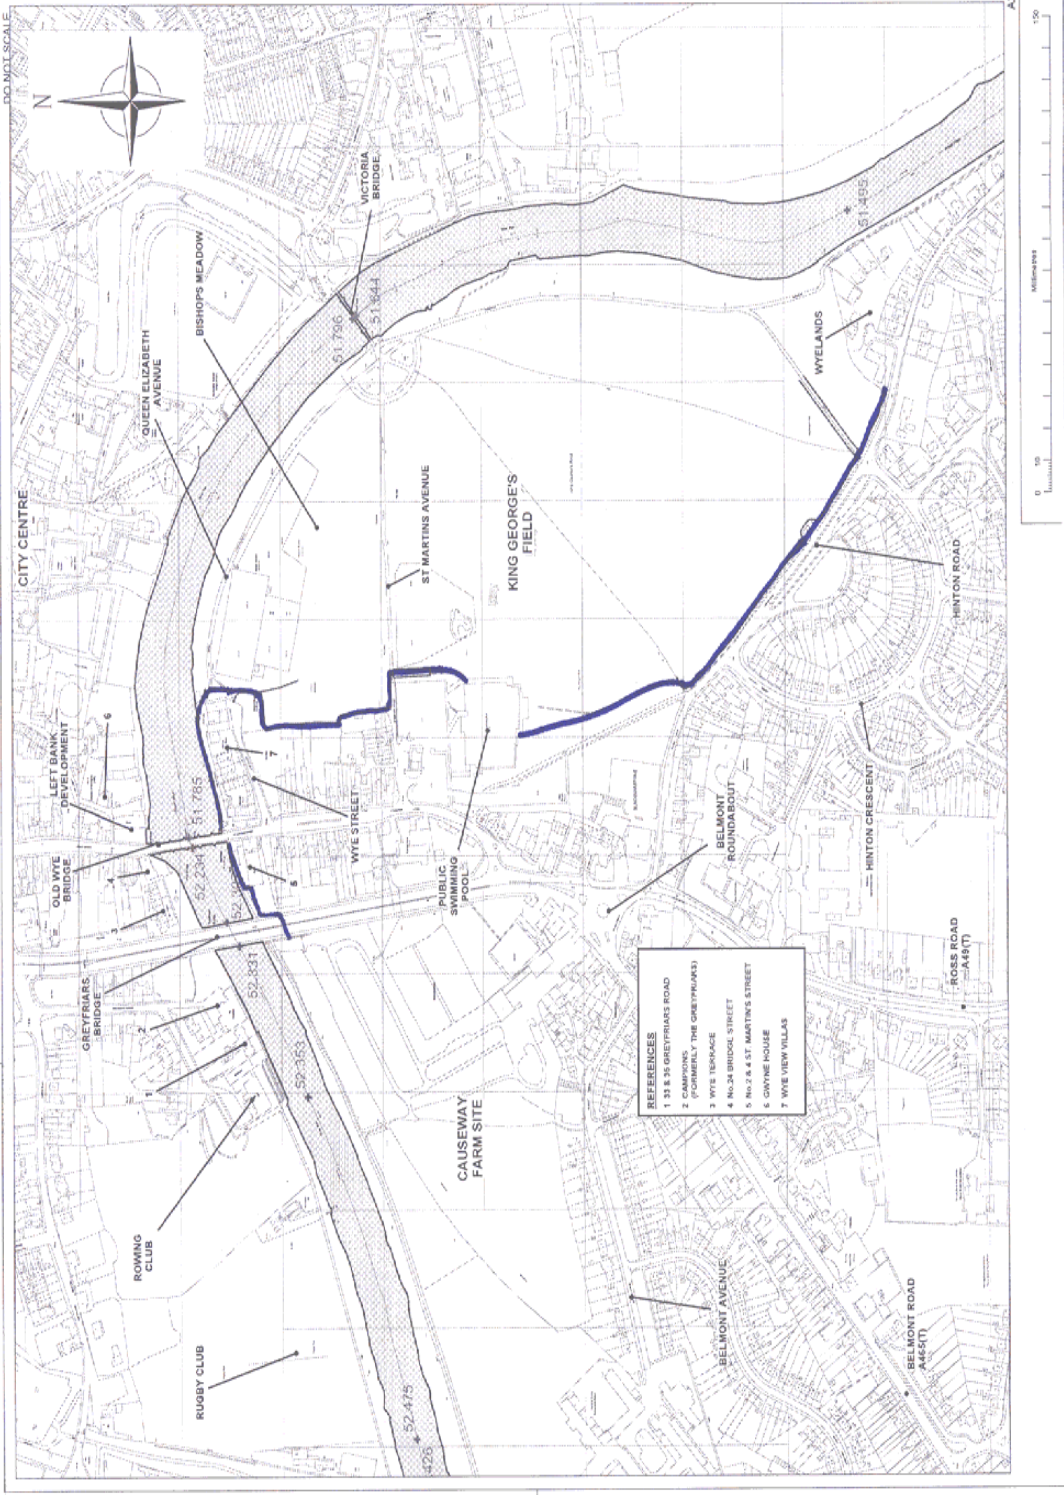 DO NOT SCALE
N
CITY CENTRE
QUEEN ELIZABETH
AVENUE
BISHOPS MEADOW
VICTORIA
BRIDGE
51.796
51.644
51.495
LEFT BANK
DEVELOPMENT
6
OLD WYE
BRIDGE
4
3
GREYFRIARS
BRIDGE
2
1
ROWING
CLUB
RUGBY CLUB
51.785
52.234
52.231
52.353
52.475
426
7
5
WYE STREET
ST MARTINS AVENUE
KING GEORGE'S
FIELD
PUBLIC
SWIMMING
POOL
WYELANDS
HINTON ROAD
HINTON CRESCENT
BELMONT
ROUNDABOUT
CAUSEWAY
FARM SITE
ROSS ROAD
A49(T)
BELMONT AVENUE
BELMONT ROAD
A465(T)
REFERENCES
1 33 & 35 GREYFRIARS ROAD
2 CAMPIONS
(FORMERLY THE GREYFRIARS)
3 WYE TERRACE
4 No.24 BRIDGE STREET
5 No.2 & 4 ST. MARTIN'S STREET
6 GWYNE HOUSE
7 WYE VIEW VILLAS
0
10
Millimetres
150